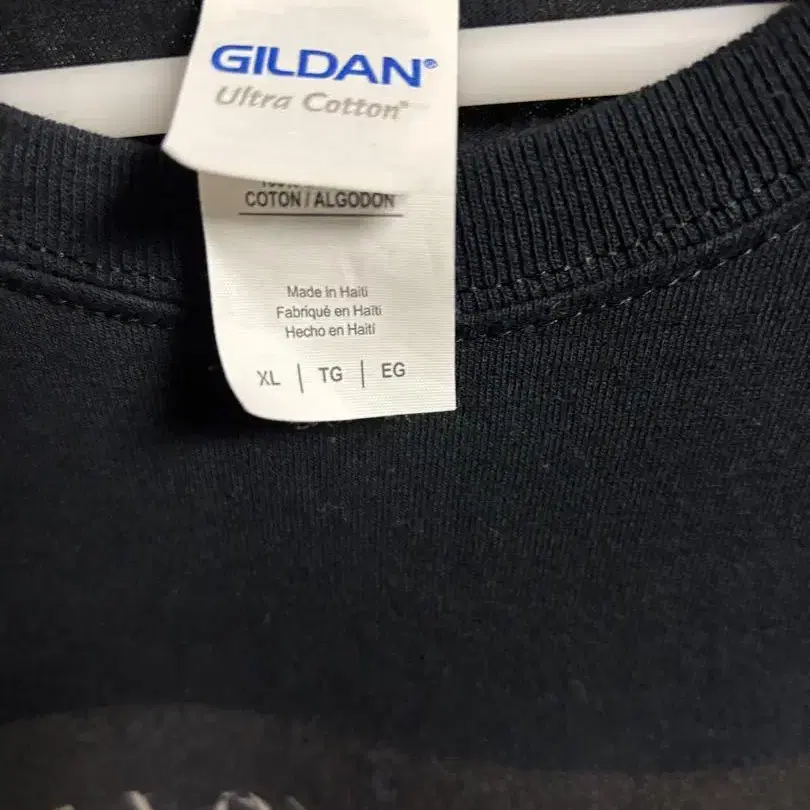 GILDAN®
Ultra Cotton®
COTON / ALGODON
Made in Haiti
Fabriqué en Haïti
Hecho en Haití
XL | TG | EG